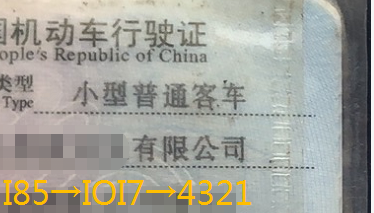 机动车行驶证
ople's Republic of China
类型 小型普通客车
Type
有限公司
I85→IOI7→4321